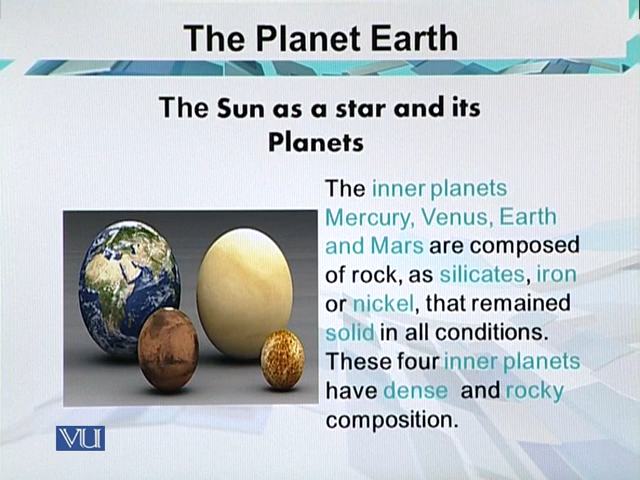 The Planet Earth
The Sun as a star and its
Planets
The inner planets
Mercury, Venus, Earth
and Mars are composed
of rock, as silicates, iron
or nickel, that remained
solid in all conditions.
These four inner planets
have dense and rocky
composition.
VU